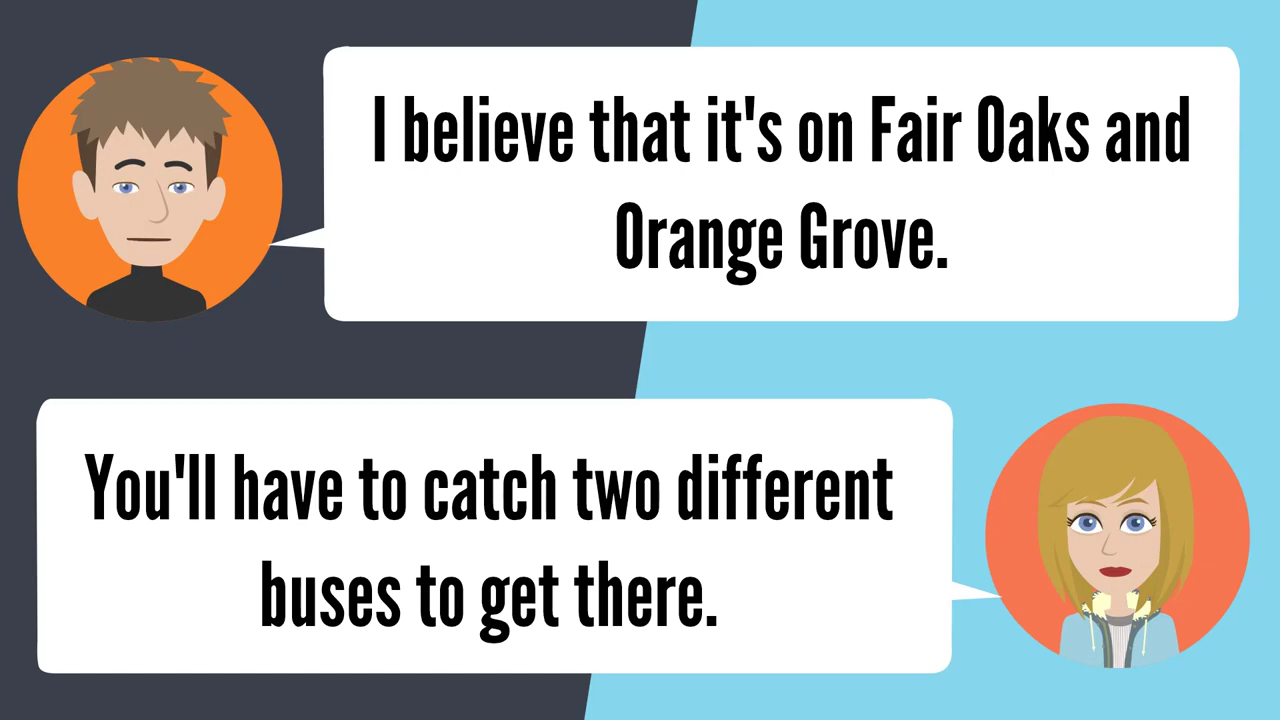 I believe that it's on Fair Oaks and
Orange Grove.
You'll have to catch two different
buses to get there.